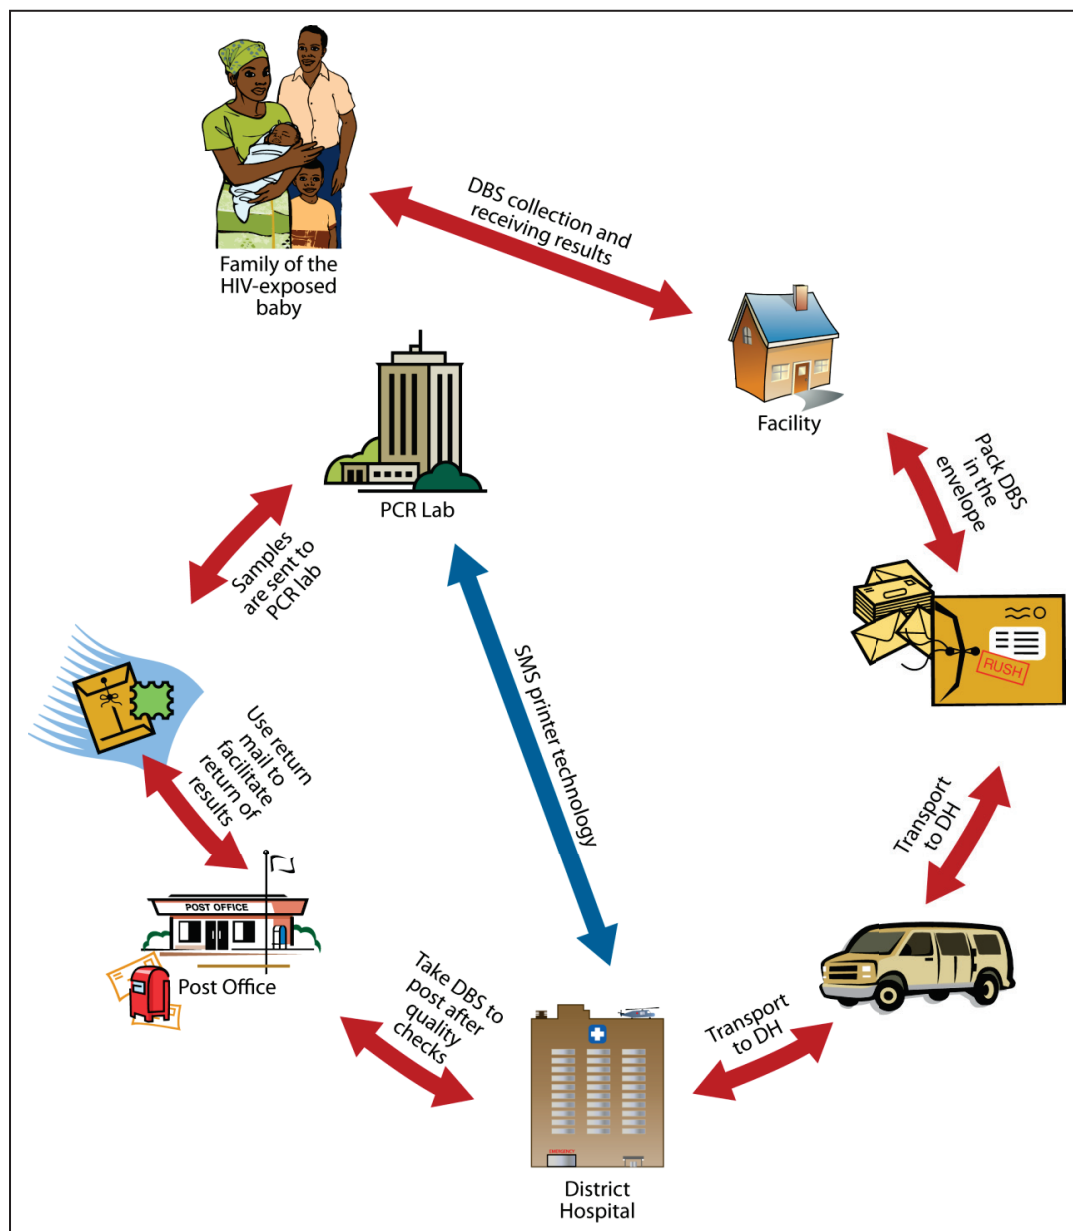 Family of the
HIV-exposed
baby
DBS collection and
receiving results
Facility
Pack DBS
in the
envelope
RUSH
Transport
to DH
Transport
to DH
District
Hospital
EMERGENCY
Take DBS to
post after
quality
checks
POST OFFICE
Post Office
Use return
mail to
facilitate
return of
results
Samples
are sent to
PCR lab
PCR Lab
SMS printer technology